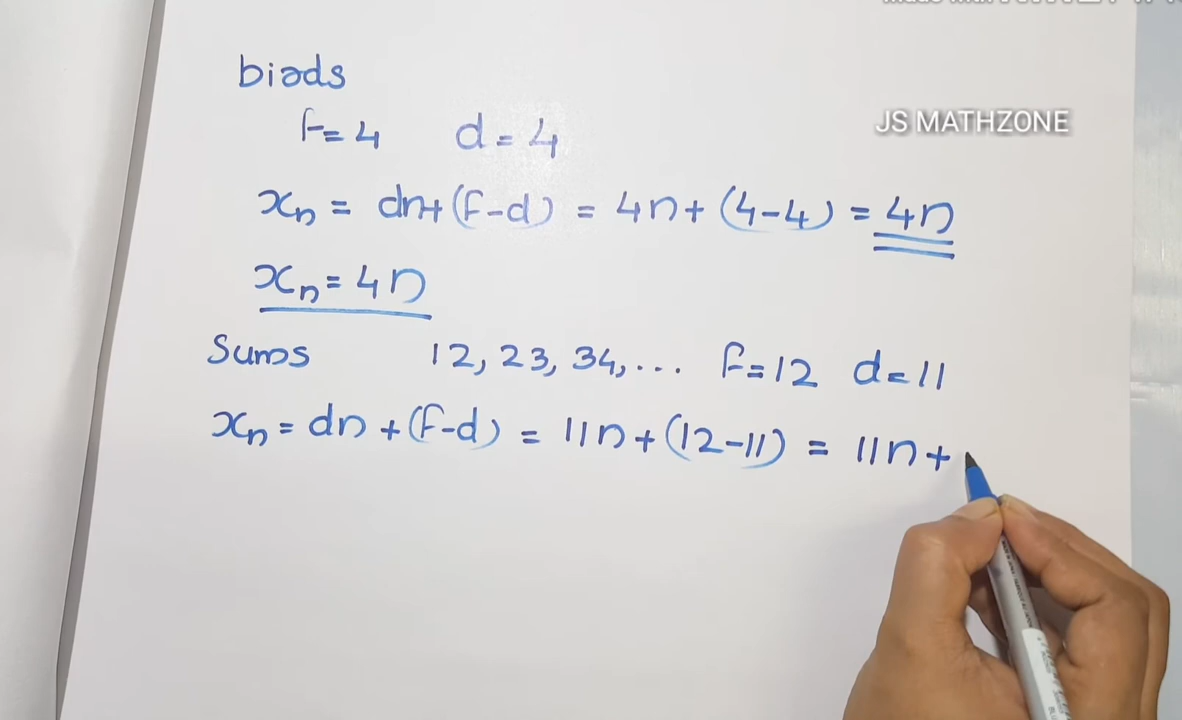 biods
JS MATHZONE
f=4 d=4
xₙ = dn+(f-d) = 4n+(4-4) = 4n
xₙ=4n
Sums 12, 23, 34,... f=12 d=11
xₙ = dn+(f-d) = 11n+(12-11) = 11n+